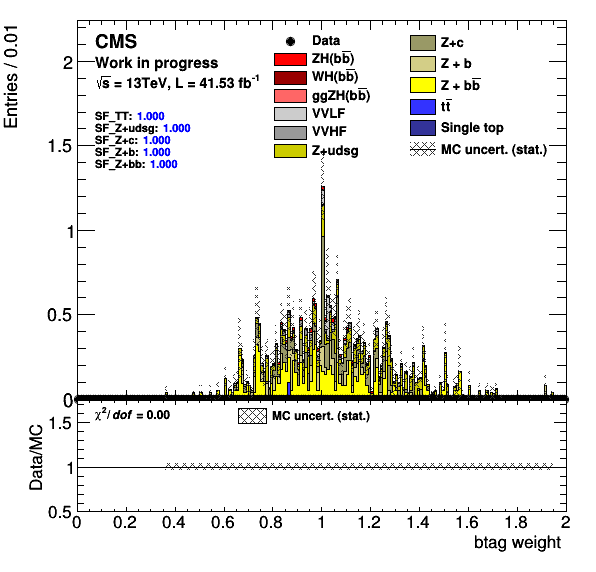 Entries / 0.01
CMS
Work in progress
√s = 13TeV, L = 41.53 fb⁻¹
SF_TT: 1.000
SF_Z+udsg: 1.000
SF_Z+c: 1.000
SF_Z+b: 1.000
SF_Z+bb: 1.000
Data
ZH(bb̅)
WH(bb̅)
ggZH(bb̅)
VVLF
VVHF
Z+udsg
Z+c
Z + b
Z + bb̅
tt̅
Single top
MC uncert. (stat.)
2
1.5
1
0.5
0
χ²/dof = 0.00
MC uncert. (stat.)
Data/MC
1.5
1
0.5
0 0.2 0.4 0.6 0.8 1 1.2 1.4 1.6 1.8 2
btag weight